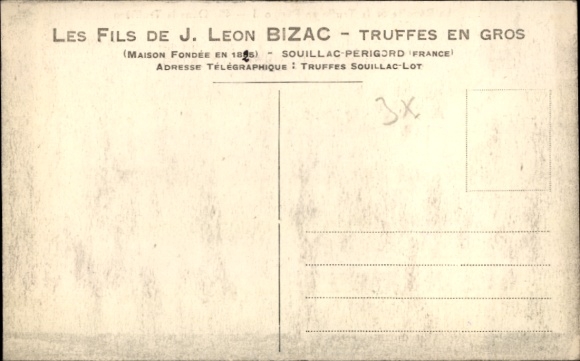 LES FILS DE J. LEON BIZAC - TRUFFES EN GROS
(MAISON FONDÉE EN 1825) - SOUILLAC-PERIGORD (FRANCE)
ADRESSE TÉLÉGRAPHIQUE : TRUFFES SOUILLAC-LOT
3X